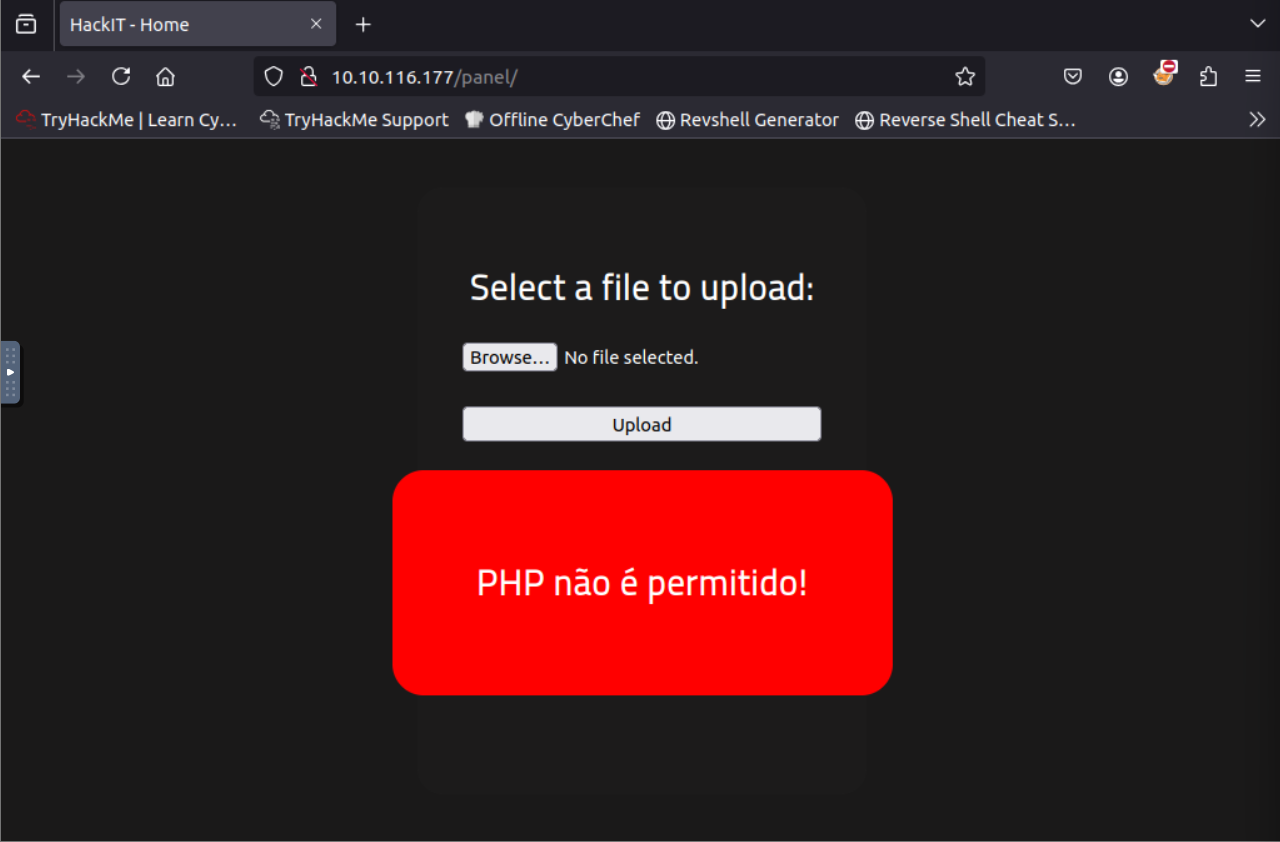 HackIT - Home
10.10.116.177/panel/
TryHackMe | Learn Cy…
TryHackMe Support
Offline CyberChef
Revshell Generator
Reverse Shell Cheat S…
Select a file to upload:
Browse… No file selected.
Upload
PHP não é permitido!